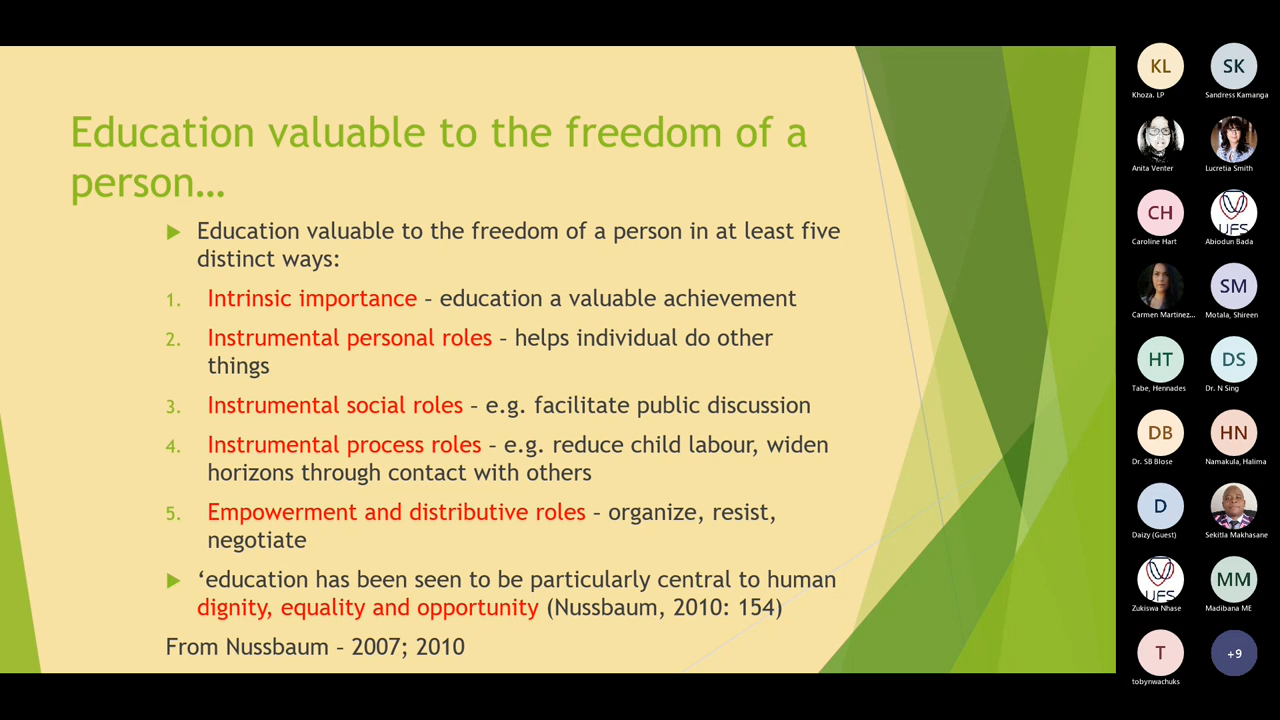 Education valuable to the freedom of a
person…
Education valuable to the freedom of a person in at least five
distinct ways:
1. Intrinsic importance – education a valuable achievement
2. Instrumental personal roles – helps individual do other
things
3. Instrumental social roles – e.g. facilitate public discussion
4. Instrumental process roles – e.g. reduce child labour, widen
horizons through contact with others
5. Empowerment and distributive roles – organize, resist,
negotiate
‘education has been seen to be particularly central to human
dignity, equality and opportunity (Nussbaum, 2010: 154)
From Nussbaum – 2007; 2010
KL
Khoza. LP
SK
Sandress Kamanga
Anita Venter
Lucretia Smith
CH
Caroline Hart
UFS
Abiodun Bada
Carmen Martinez...
SM
Motala, Shireen
HT
Tabe, Hennades
DS
Dr. N Sing
DB
Dr. SB Blose
HN
Namakula, Halima
D
Daizy (Guest)
Sekitla Makhasane
UFS
Zukiswa Nhase
MM
Madibana ME
T
tobynwachuks
+9